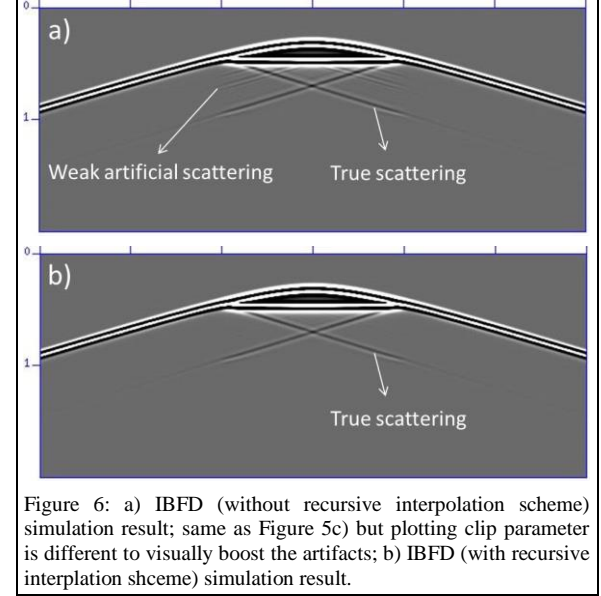 0
a)
1
Weak artificial scattering
True scattering
0
b)
1
True scattering
Figure 6: a) IBFD (without recursive interpolation scheme)
simulation result; same as Figure 5c) but plotting clip parameter
is different to visually boost the artifacts; b) IBFD (with recursive
interplation shceme) simulation result.